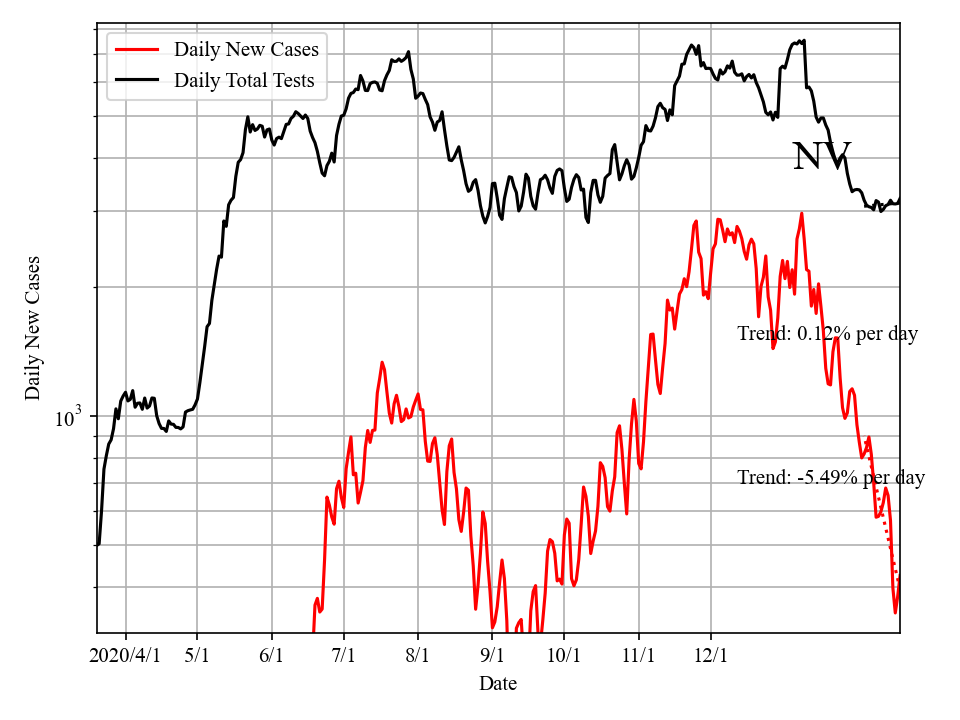 Daily New Cases
Daily Total Tests
NV
Daily New Cases
Trend: 0.12% per day
10^3
Trend: -5.49% per day
2020/4/1 5/1 6/1 7/1 8/1 9/1 10/1 11/1 12/1
Date